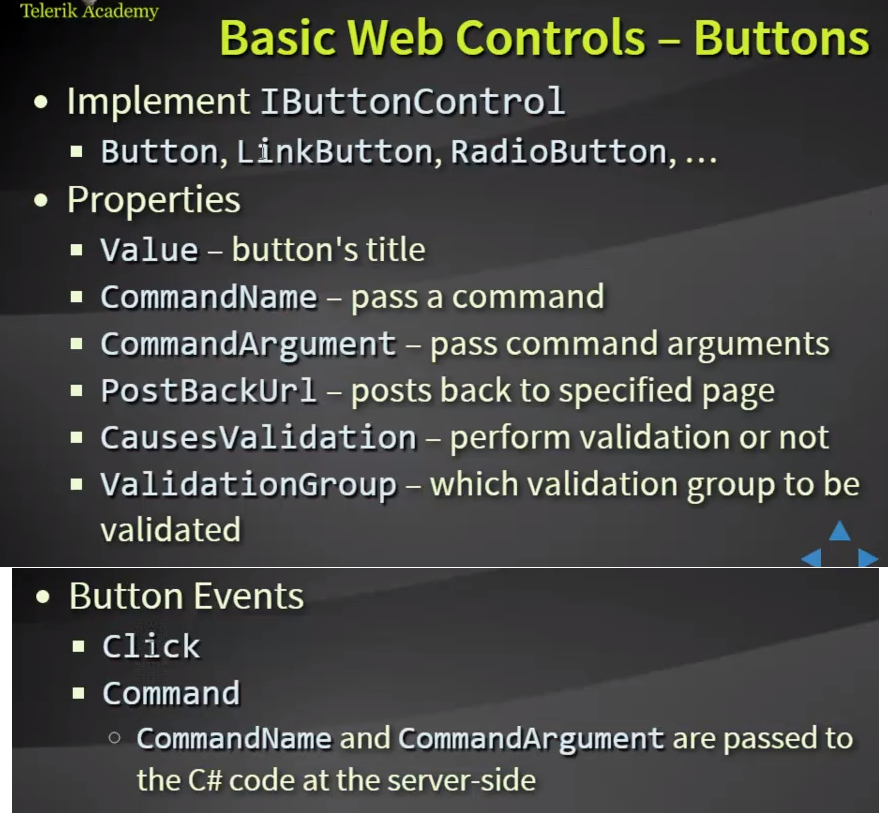 Telerik Academy
Basic Web Controls – Buttons
• Implement IButtonControl
▪ Button, LinkButton, RadioButton, …
• Properties
▪ Value – button's title
▪ CommandName – pass a command
▪ CommandArgument – pass command arguments
▪ PostBackUrl – posts back to specified page
▪ CausesValidation – perform validation or not
▪ ValidationGroup – which validation group to be
validated
• Button Events
▪ Click
▪ Command
○ CommandName and CommandArgument are passed to
the C# code at the server-side